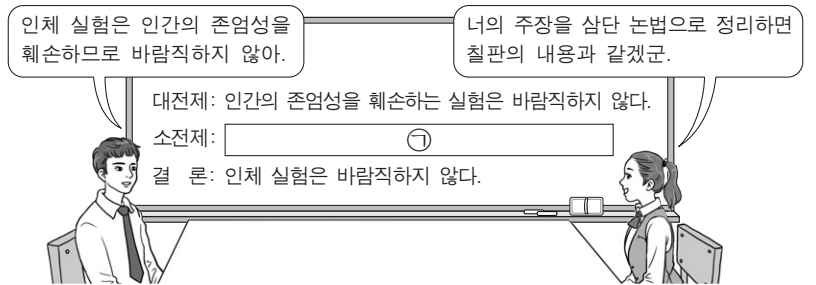 인체 실험은 인간의 존엄성을
훼손하므로 바람직하지 않아.
너의 주장을 삼단 논법으로 정리하면
칠판의 내용과 같겠군.
대전제: 인간의 존엄성을 훼손하는 실험은 바람직하지 않다.
소전제: ㉠
결 론: 인체 실험은 바람직하지 않다.